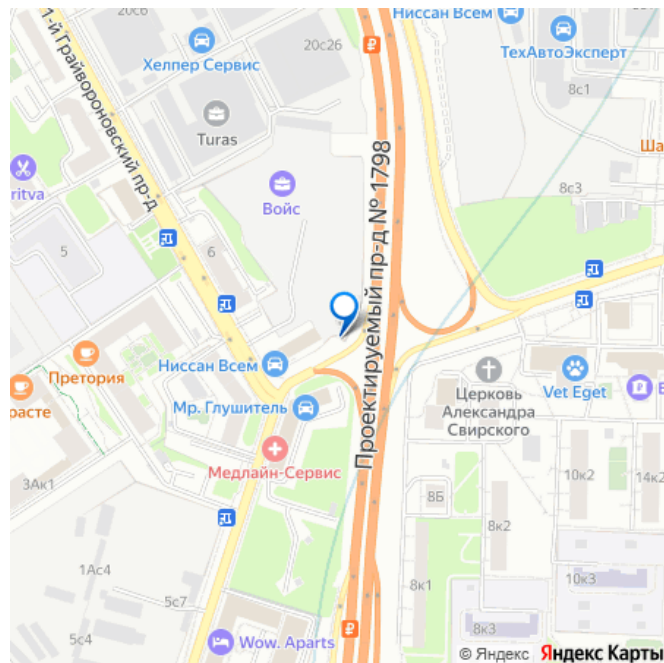 20с6
Ниссан Всем
20с26
Хелпер Сервис
ТехАвтоЭксперт
8с1
1-й Грайвороновский пр-д
Turas
Проектируемый пр-д № 1798
Ша
ritva
Войс
8с3
5
6
Претория
Ниссан Всем
Церковь
Александра
Свирского
Vet Eget
расте
Мр. Глушитель
Медлайн-Сервис
3Ак1
8Б
10к2
14к2
8к2
1Ас4
5с7
8к1
10к3
5с4
Wow. Aparts
8к3
© Яндекс Яндекс Карты